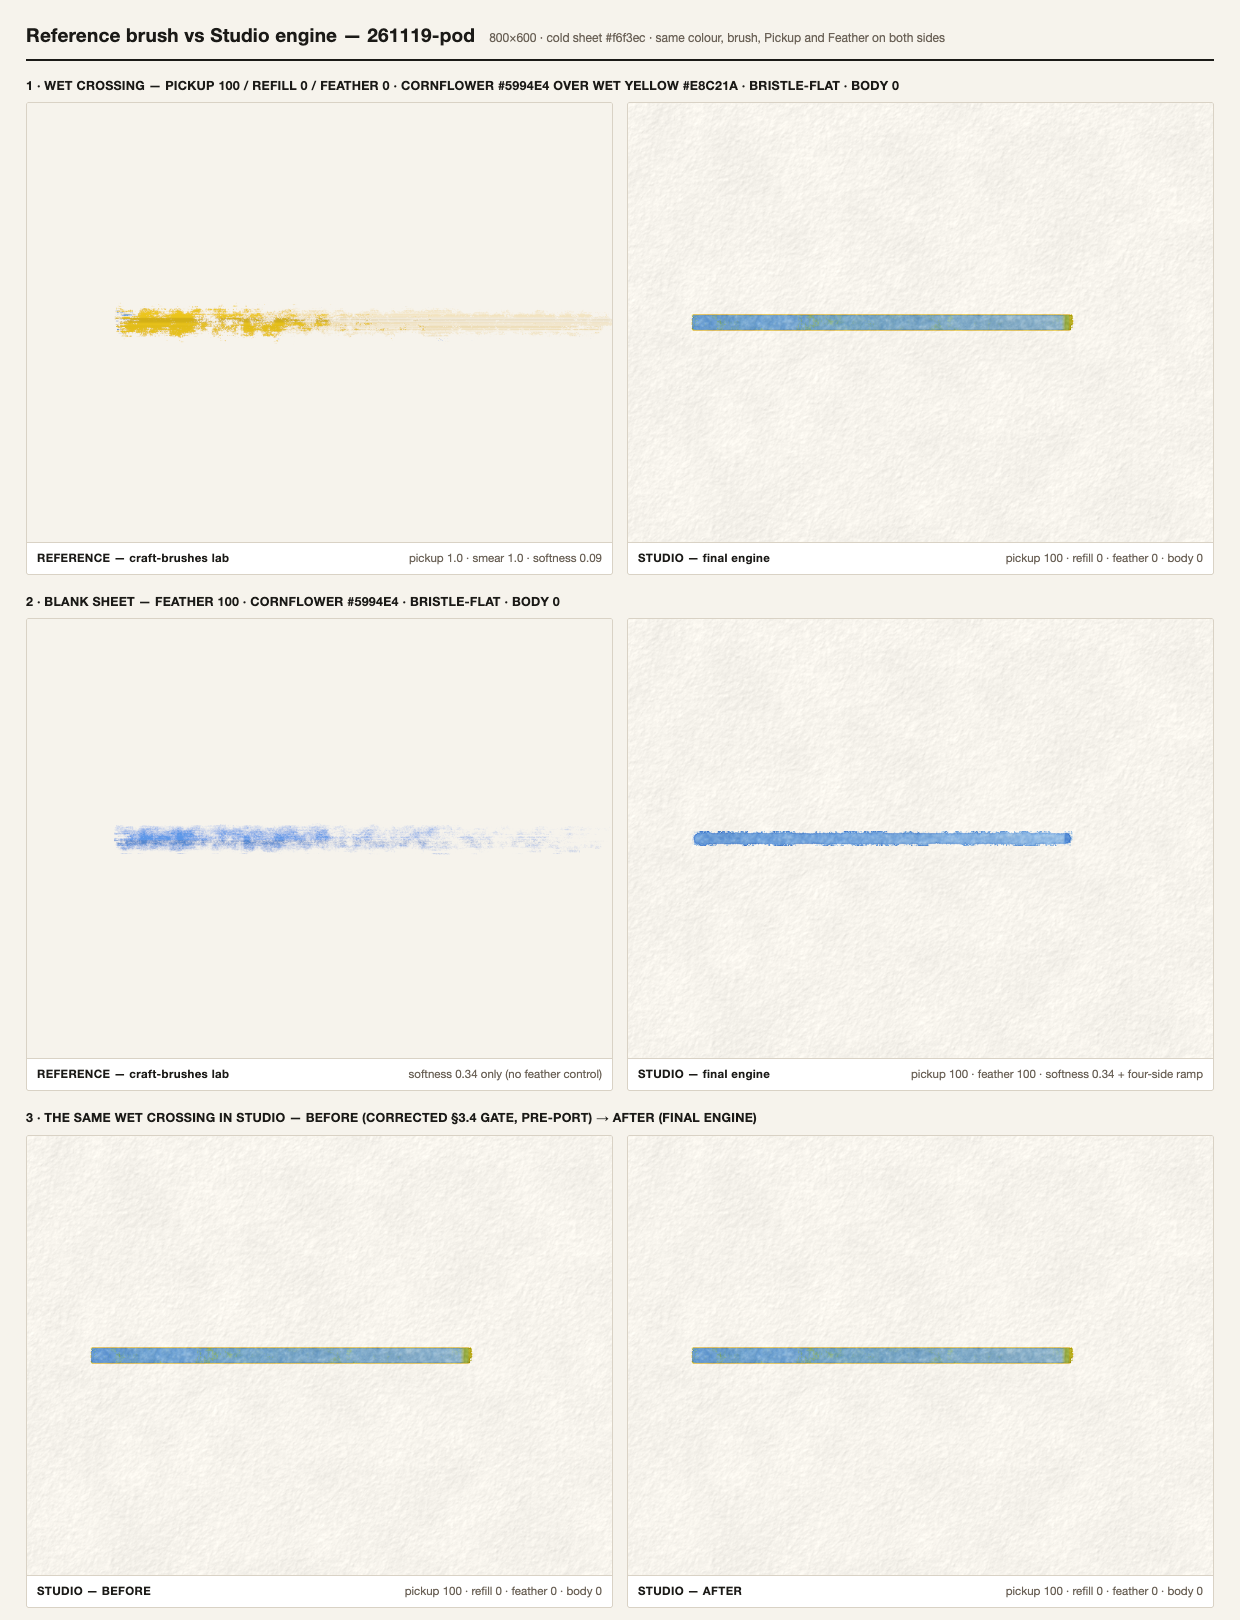 Reference brush vs Studio engine — 261119-pod 800×600 · cold sheet #f6f3ec · same colour, brush, Pickup and Feather on both sides
1 · WET CROSSING — PICKUP 100 / REFILL 0 / FEATHER 0 · CORNFLOWER #5994E4 OVER WET YELLOW #E8C21A · BRISTLE-FLAT · BODY 0
REFERENCE — craft-brushes lab pickup 1.0 · smear 1.0 · softness 0.09
STUDIO — final engine pickup 100 · refill 0 · feather 0 · body 0
2 · BLANK SHEET — FEATHER 100 · CORNFLOWER #5994E4 · BRISTLE-FLAT · BODY 0
REFERENCE — craft-brushes lab softness 0.34 only (no feather control)
STUDIO — final engine pickup 100 · feather 100 · softness 0.34 + four-side ramp
3 · THE SAME WET CROSSING IN STUDIO — BEFORE (CORRECTED §3.4 GATE, PRE-PORT) → AFTER (FINAL ENGINE)
STUDIO — BEFORE pickup 100 · refill 0 · feather 0 · body 0
STUDIO — AFTER pickup 100 · refill 0 · feather 0 · body 0